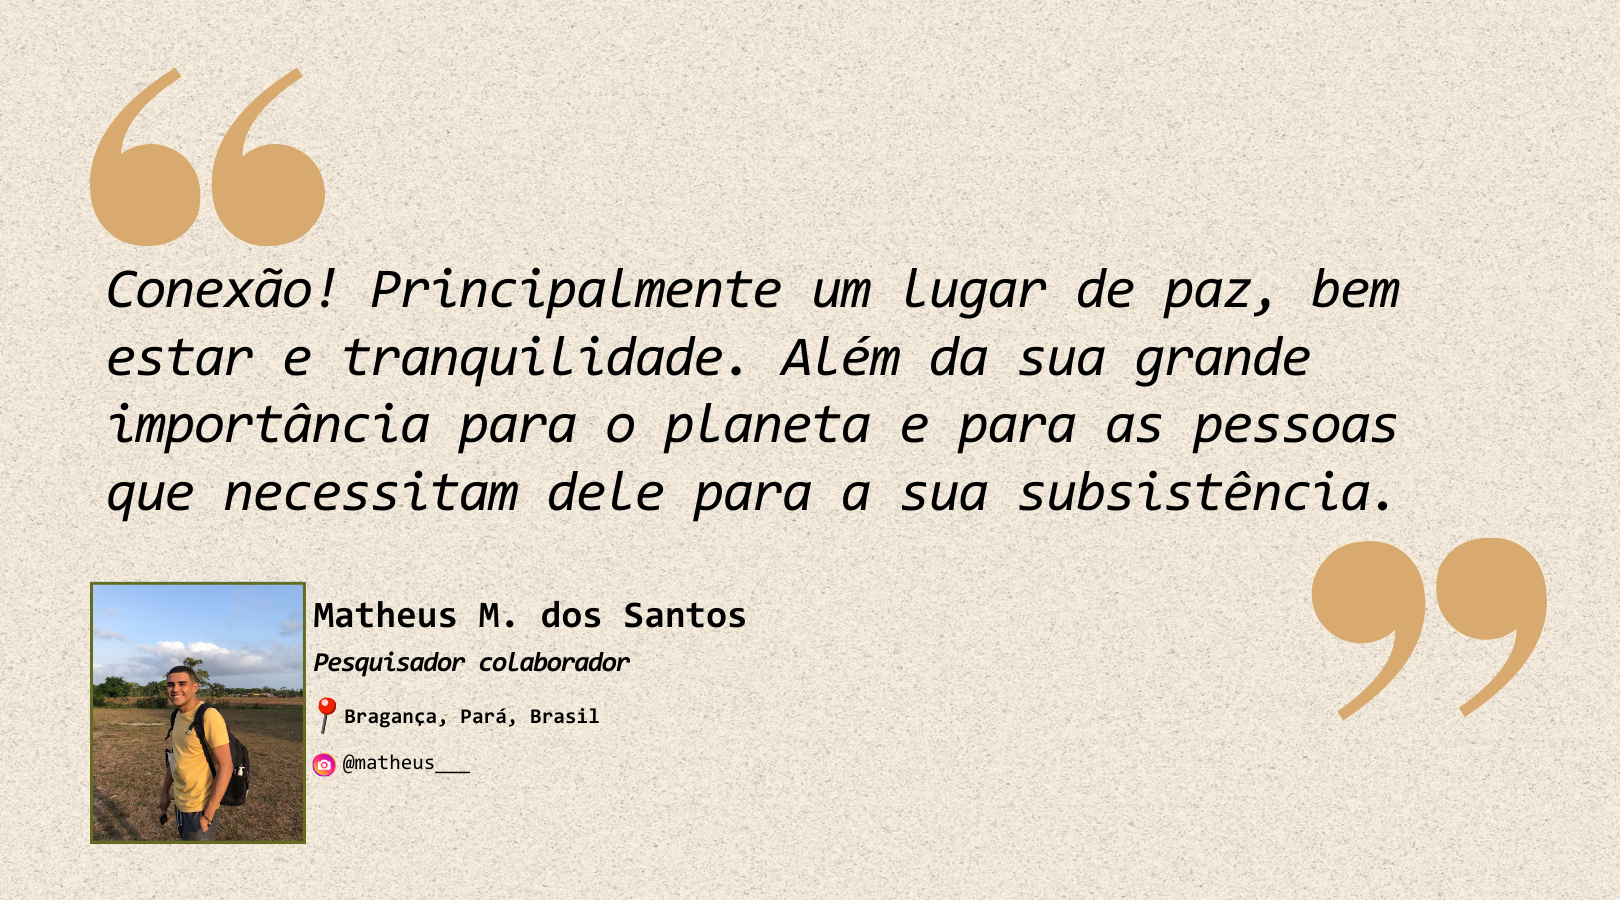 Conexão! Principalmente um lugar de paz, bem
estar e tranquilidade. Além da sua grande
importância para o planeta e para as pessoas
que necessitam dele para a sua subsistência.
Matheus M. dos Santos
Pesquisador colaborador
Bragança, Pará, Brasil
@matheus___